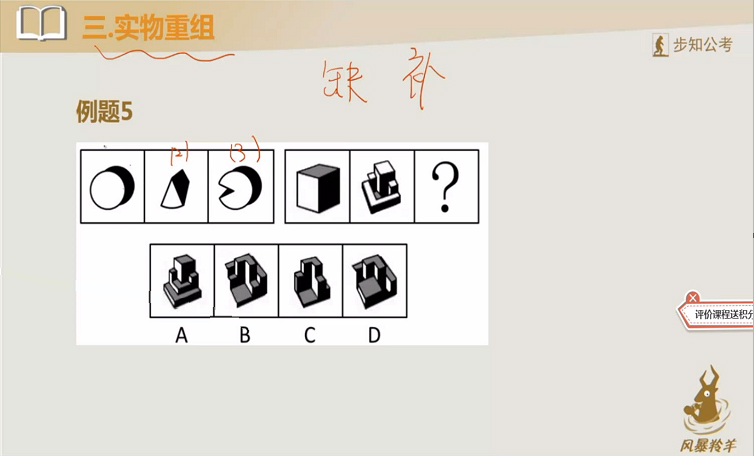 三.实物重组
步知公考
缺 补
例题5
(2) (3)
?
A B C D
评价课程送积分
风暴羚羊